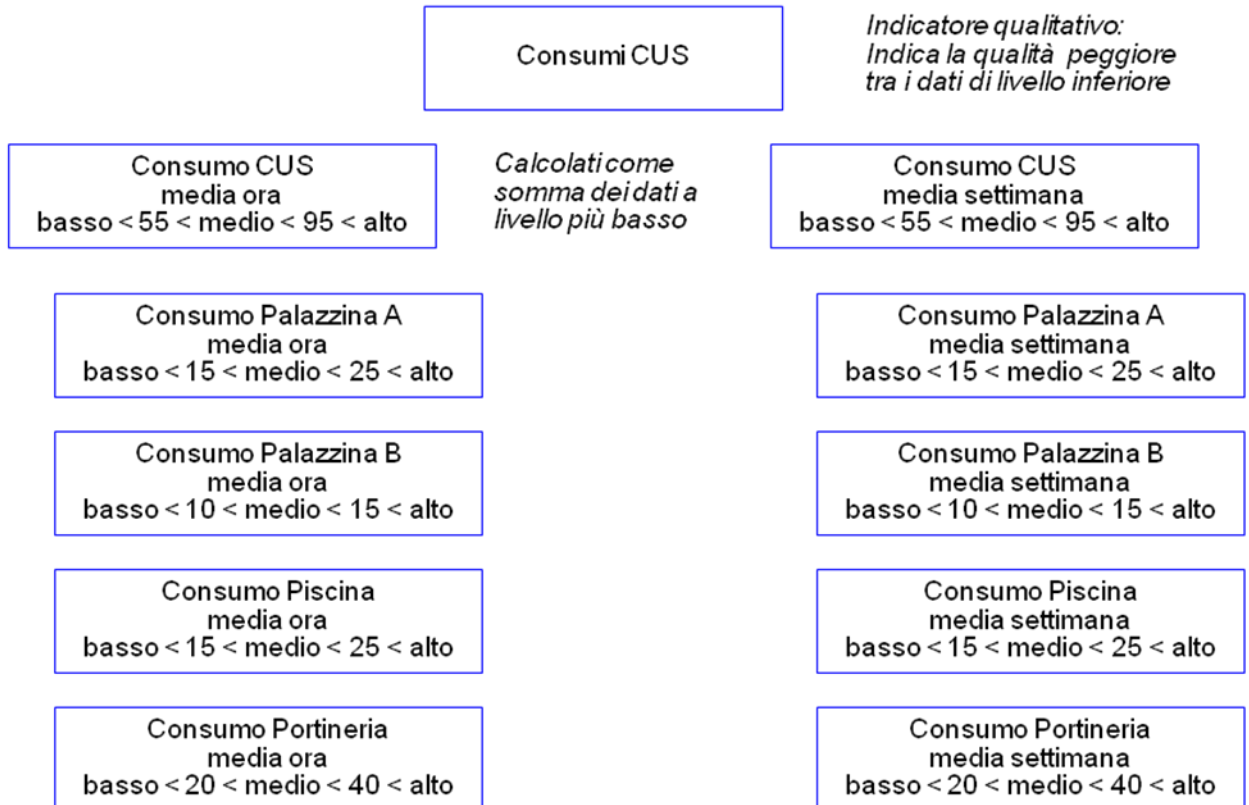 Consumi CUS
Indicatore qualitativo:
Indica la qualità peggiore
tra i dati di livello inferiore
Consumo CUS
media ora
basso < 55 < medio < 95 < alto
Calcolati come
somma dei dati a
livello più basso
Consumo CUS
media settimana
basso < 55 < medio < 95 < alto
Consumo Palazzina A
media ora
basso < 15 < medio < 25 < alto
Consumo Palazzina A
media settimana
basso < 15 < medio < 25 < alto
Consumo Palazzina B
media ora
basso < 10 < medio < 15 < alto
Consumo Palazzina B
media settimana
basso < 10 < medio < 15 < alto
Consumo Piscina
media ora
basso < 15 < medio < 25 < alto
Consumo Piscina
media settimana
basso < 15 < medio < 25 < alto
Consumo Portineria
media ora
basso < 20 < medio < 40 < alto
Consumo Portineria
media settimana
basso < 20 < medio < 40 < alto